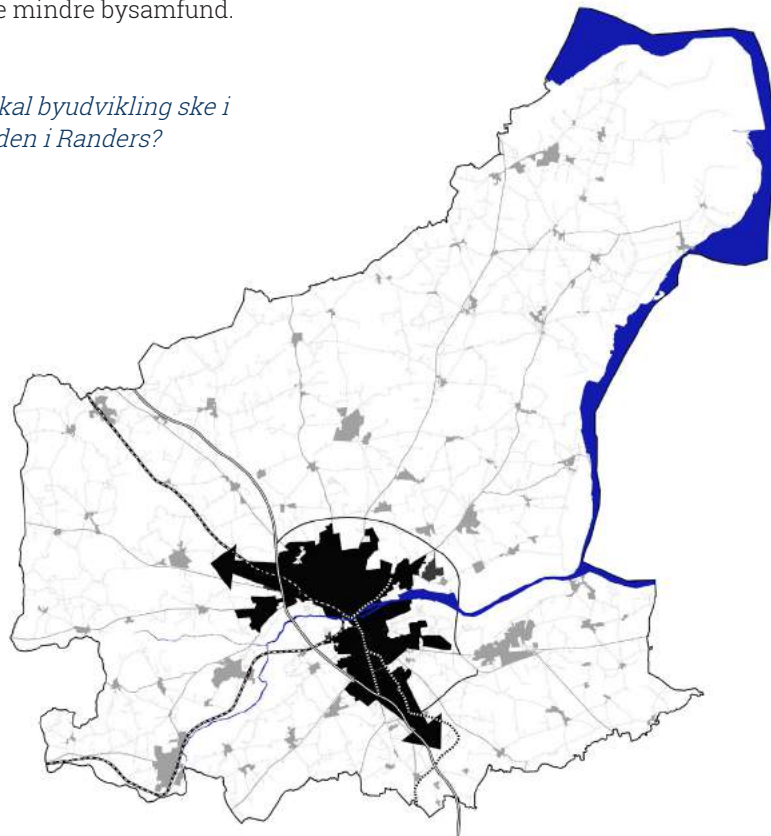 e mindre bysamfund.
kal byudvikling ske i
den i Randers?